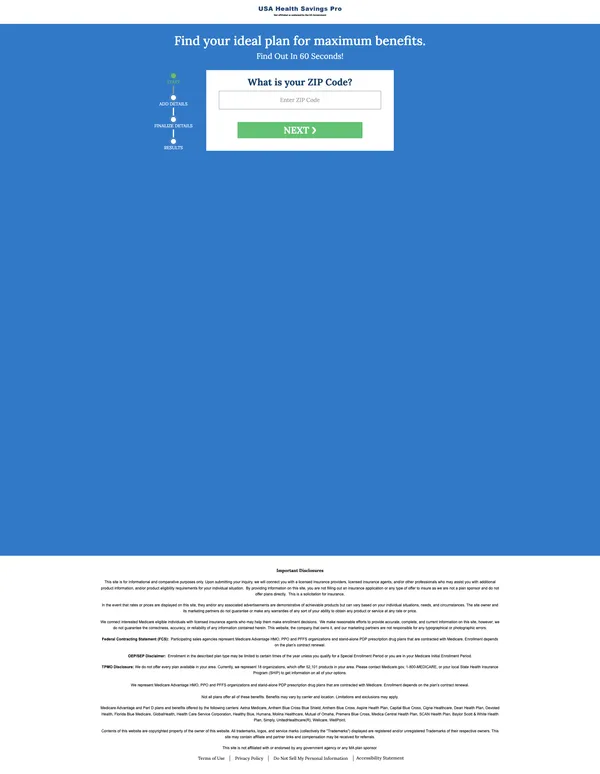 USA Health Savings Pro
Not affiliated or endorsed by the US Government
Find your ideal plan for maximum benefits.
Find Out In 60 Seconds!
START
ADD DETAILS
FINALIZE DETAILS
RESULTS
What is your ZIP Code?
Enter ZIP Code
NEXT ❯
Important Disclosures
This site is for informational and comparative purposes only. Upon submitting your inquiry, we will connect you with a licensed insurance providers, licensed insurance agents, and/or other professionals who may assist you with additional
product information, and/or product eligibility requirements for your individual situation. By providing information on this site, you are not filling out an insurance application or any type of offer to insure as we are not a plan sponsor and do not
offer plans directly. This is a solicitation for insurance.
In the event that rates or prices are displayed on this site, they and/or any associated advertisements are demonstrative of achievable products but can vary based on your individual situations, needs, and circumstances. The site owner and
its marketing partners do not guarantee or make any warranties of any sort of your ability to obtain any product or service at any rate or price.
We connect interested Medicare eligible individuals with licensed insurance agents who may help them make enrollment decisions. We make reasonable efforts to provide accurate, complete, and current information on this site, however, we
do not guarantee the correctness, accuracy, or reliability of any information contained herein. This website, the company that owns it, and our marketing partners are not responsible for any typographical or photographic errors.
Federal Contracting Statement (FCS): Participating sales agencies represent Medicare Advantage HMO, PPO and PFFS organizations and stand-alone PDP prescription drug plans that are contracted with Medicare. Enrollment depends
on the plan's contract renewal.
OEP/SEP Disclaimer: Enrollment in the described plan type may be limited to certain times of the year unless you qualify for a Special Enrollment Period or you are in your Medicare Initial Enrollment Period.
TPMO Disclosure: We do not offer every plan available in your area. Currently, we represent 18 organizations, which offer 52,101 products in your area. Please contact Medicare.gov, 1-800-MEDICARE, or your local State Health Insurance
Program (SHIP) to get information on all of your options.
We represent Medicare Advantage HMO, PPO and PFFS organizations and stand-alone PDP prescription drug plans that are contracted with Medicare. Enrollment depends on the plan's contract renewal.
Not all plans offer all of these benefits. Benefits may vary by carrier and location. Limitations and exclusions may apply.
Medicare Advantage and Part D plans and benefits offered by the following carriers: Aetna Medicare, Anthem Blue Cross Blue Shield, Anthem Blue Cross, Aspire Health Plan, Capital Blue Cross, Cigna Healthcare, Dean Health Plan, Devoted
Health, Florida Blue Medicare, GlobalHealth, Health Care Service Corporation, Healthy Blue, Humana, Molina Healthcare, Mutual of Omaha, Premera Blue Cross, Medica Central Health Plan, SCAN Health Plan, Baylor Scott & White Health
Plan, Simply, UnitedHealthcare(R), Wellcare, WellPoint.
Contents of this website are copyrighted property of the owner of this website. All trademarks, logos, and service marks (collectively the "Trademarks") displayed are registered and/or unregistered Trademarks of their respective owners. This
site may contain affiliate and partner links and compensation may be received for referrals.
This site is not affiliated with or endorsed by any government agency or any MA plan sponsor
Terms of Use | Privacy Policy | Do Not Sell My Personal Information | Accessibility Statement